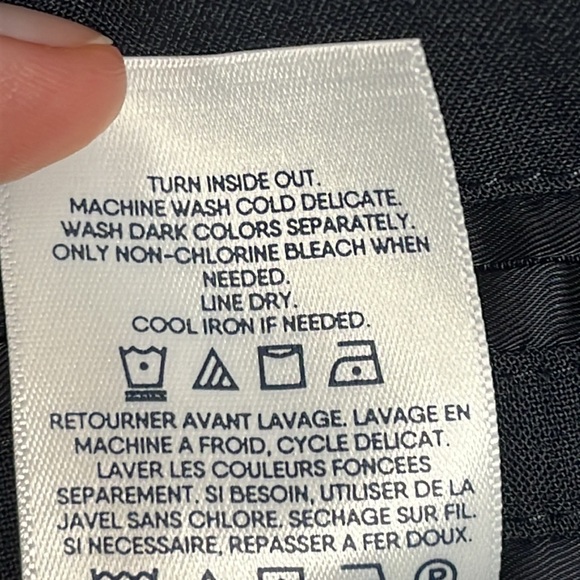 TURN INSIDE OUT.
MACHINE WASH COLD DELICATE.
WASH DARK COLORS SEPARATELY.
ONLY NON-CHLORINE BLEACH WHEN
NEEDED.
LINE DRY.
COOL IRON IF NEEDED.
RETOURNER AVANT LAVAGE. LAVAGE EN
MACHINE A FROID, CYCLE DELICAT.
LAVER LES COULEURS FONCEES
SEPAREMENT. SI BESOIN, UTILISER DE LA
JAVEL SANS CHLORE. SECHAGE SUR FIL.
SI NECESSAIRE, REPASSER A FER DOUX.
P